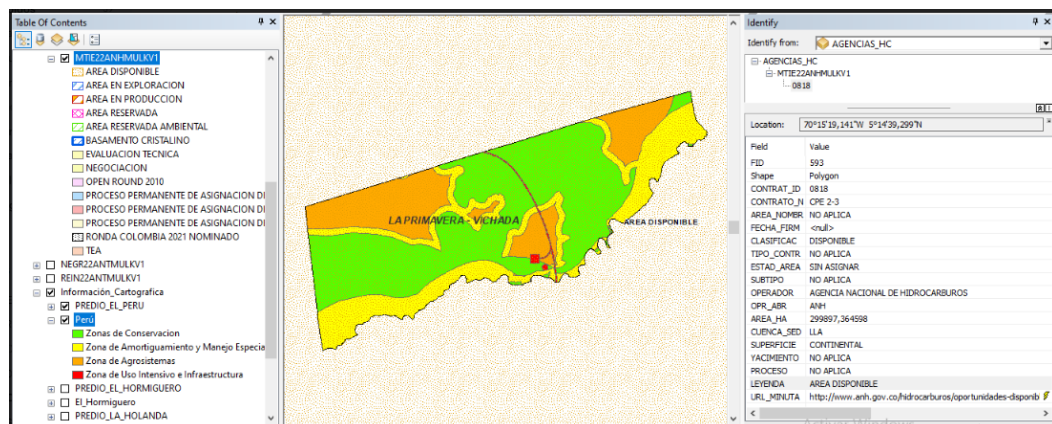 Table Of Contents
MTIE22ANHMULKV1
AREA DISPONIBLE
AREA EN EXPLORACION
AREA EN PRODUCCION
AREA RESERVADA
AREA RESERVADA AMBIENTAL
BASAMENTO CRISTALINO
EVALUACION TECNICA
NEGOCIACION
OPEN ROUND 2010
PROCESO PERMANENTE DE ASIGNACION DI
PROCESO PERMANENTE DE ASIGNACION DI
PROCESO PERMANENTE DE ASIGNACION DI
RONDA COLOMBIA 2021 NOMINADO
TEA
NEGR22ANTMULKV1
REIN22ANTMULKV1
Información_Cartografica
PREDIO_EL_PERU
Perú
Zonas de Conservacion
Zona de Amortiguamiento y Manejo Especia
Zona de Agrosistemas
Zona de Uso Intensivo e Infraestructura
PREDIO_EL_HORMIGUERO
El_Hormiguero
PREDIO_LA_HOLANDA
LA PRIMAVERA - VICHADA
AREA DISPONIBLE
Identify
Identify from: AGENCIAS_HC
AGENCIAS_HC
MTIE22ANHMULKV1
0818
Location: 70°15'19,141"W 5°14'39,299"N
Field Value
FID 593
Shape Polygon
CONTRAT_ID 0818
CONTRATO_N CPE 2-3
AREA_NOMBR NO APLICA
FECHA_FIRM <null>
CLASIFICAC DISPONIBLE
TIPO_CONTR NO APLICA
ESTAD_AREA SIN ASIGNAR
SUBTIPO NO APLICA
OPERADOR AGENCIA NACIONAL DE HIDROCARBUROS
OPR_ABR ANH
AREA_HA 299897,364598
CUENCA_SED LLA
SUPERFICIE CONTINENTAL
YACIMIENTO NO APLICA
PROCESO NO APLICA
LEYENDA AREA DISPONIBLE
URL_MINUTA http://www.anh.gov.co/hidrocarburos/oportunidades-disponib
Activar Windows